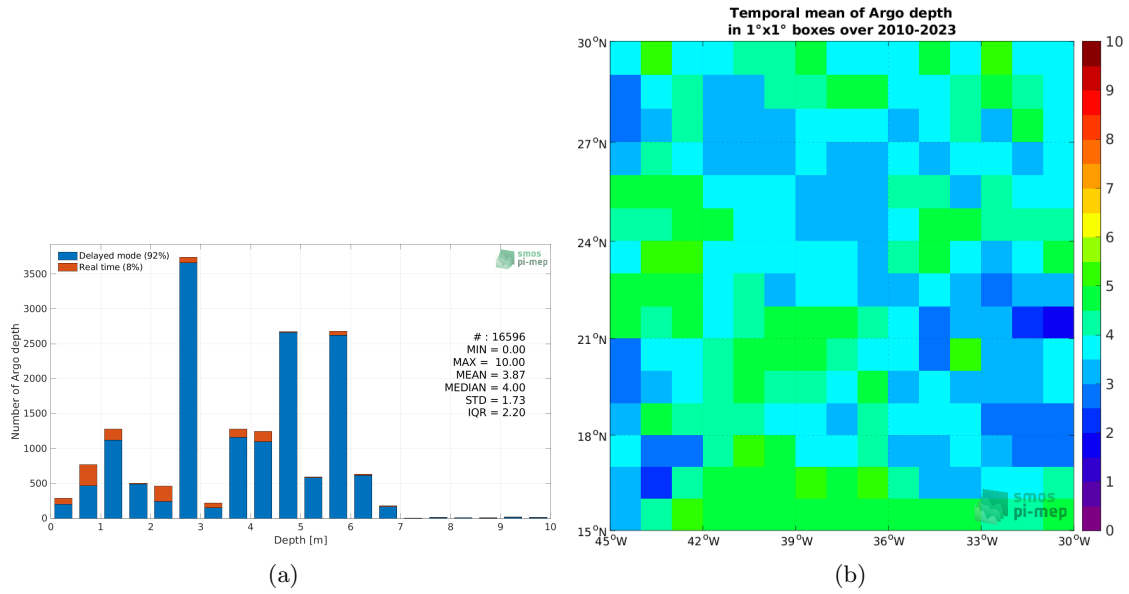 Delayed mode (92%)
Real time (8%)
smos
pi-mep
# : 16596
MIN = 0.00
MAX = 10.00
MEAN = 3.87
MEDIAN = 4.00
STD = 1.73
IQR = 2.20
Number of Argo depth
3500
3000
2500
2000
1500
1000
500
0
0 1 2 3 4 5 6 7 8 9 10
Depth [m]
(a)
Temporal mean of Argo depth
in 1°x1° boxes over 2010-2023
30°N
27°N
24°N
21°N
18°N
15°N
45°W 42°W 39°W 36°W 33°W 30°W
smos
pi-mep
10
9
8
7
6
5
4
3
2
1
0
(b)